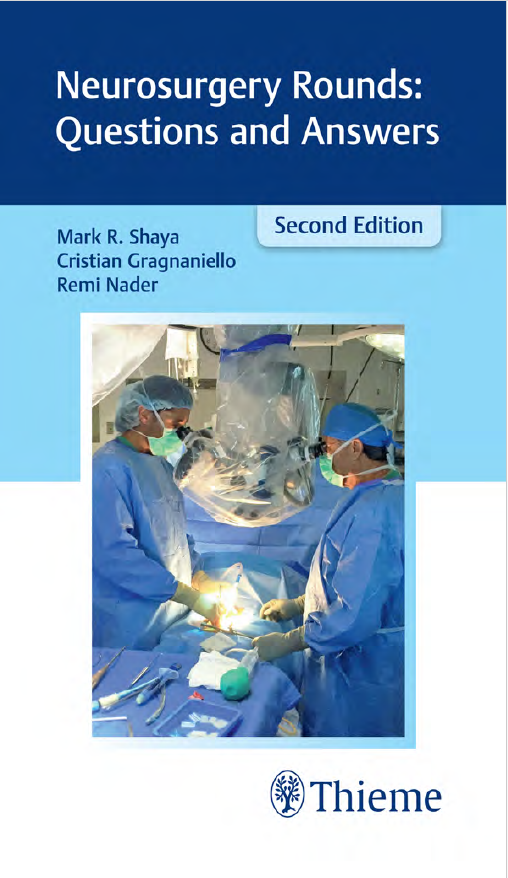 Neurosurgery Rounds:
Questions and Answers
Second Edition
Mark R. Shaya
Cristian Gragnaniello
Remi Nader
Thieme